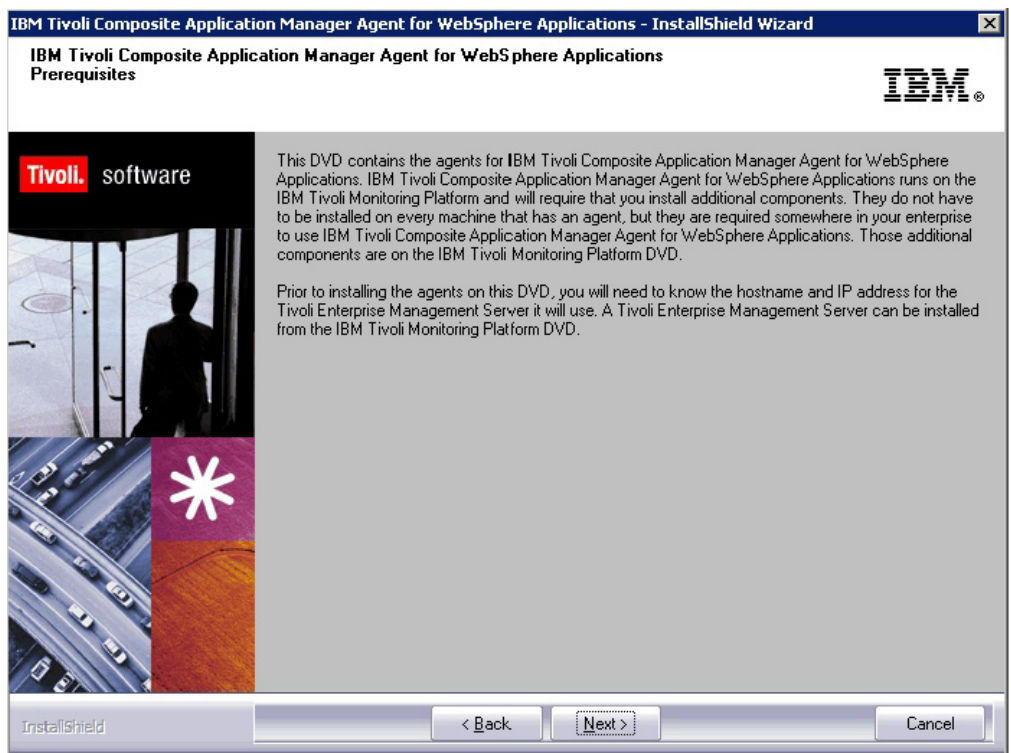 IBM Tivoli Composite Application Manager Agent for WebSphere Applications - InstallShield Wizard
IBM Tivoli Composite Application Manager Agent for WebSphere Applications
Prerequisites
IBM®
Tivoli. software
This DVD contains the agents for IBM Tivoli Composite Application Manager Agent for WebSphere
Applications. IBM Tivoli Composite Application Manager Agent for WebSphere Applications runs on the
IBM Tivoli Monitoring Platform and will require that you install additional components. They do not have
to be installed on every machine that has an agent, but they are required somewhere in your enterprise
to use IBM Tivoli Composite Application Manager Agent for WebSphere Applications. Those additional
components are on the IBM Tivoli Monitoring Platform DVD.
Prior to installing the agents on this DVD, you will need to know the hostname and IP address for the
Tivoli Enterprise Management Server it will use. A Tivoli Enterprise Management Server can be installed
from the IBM Tivoli Monitoring Platform DVD.
InstallShield
< Back
Next >
Cancel